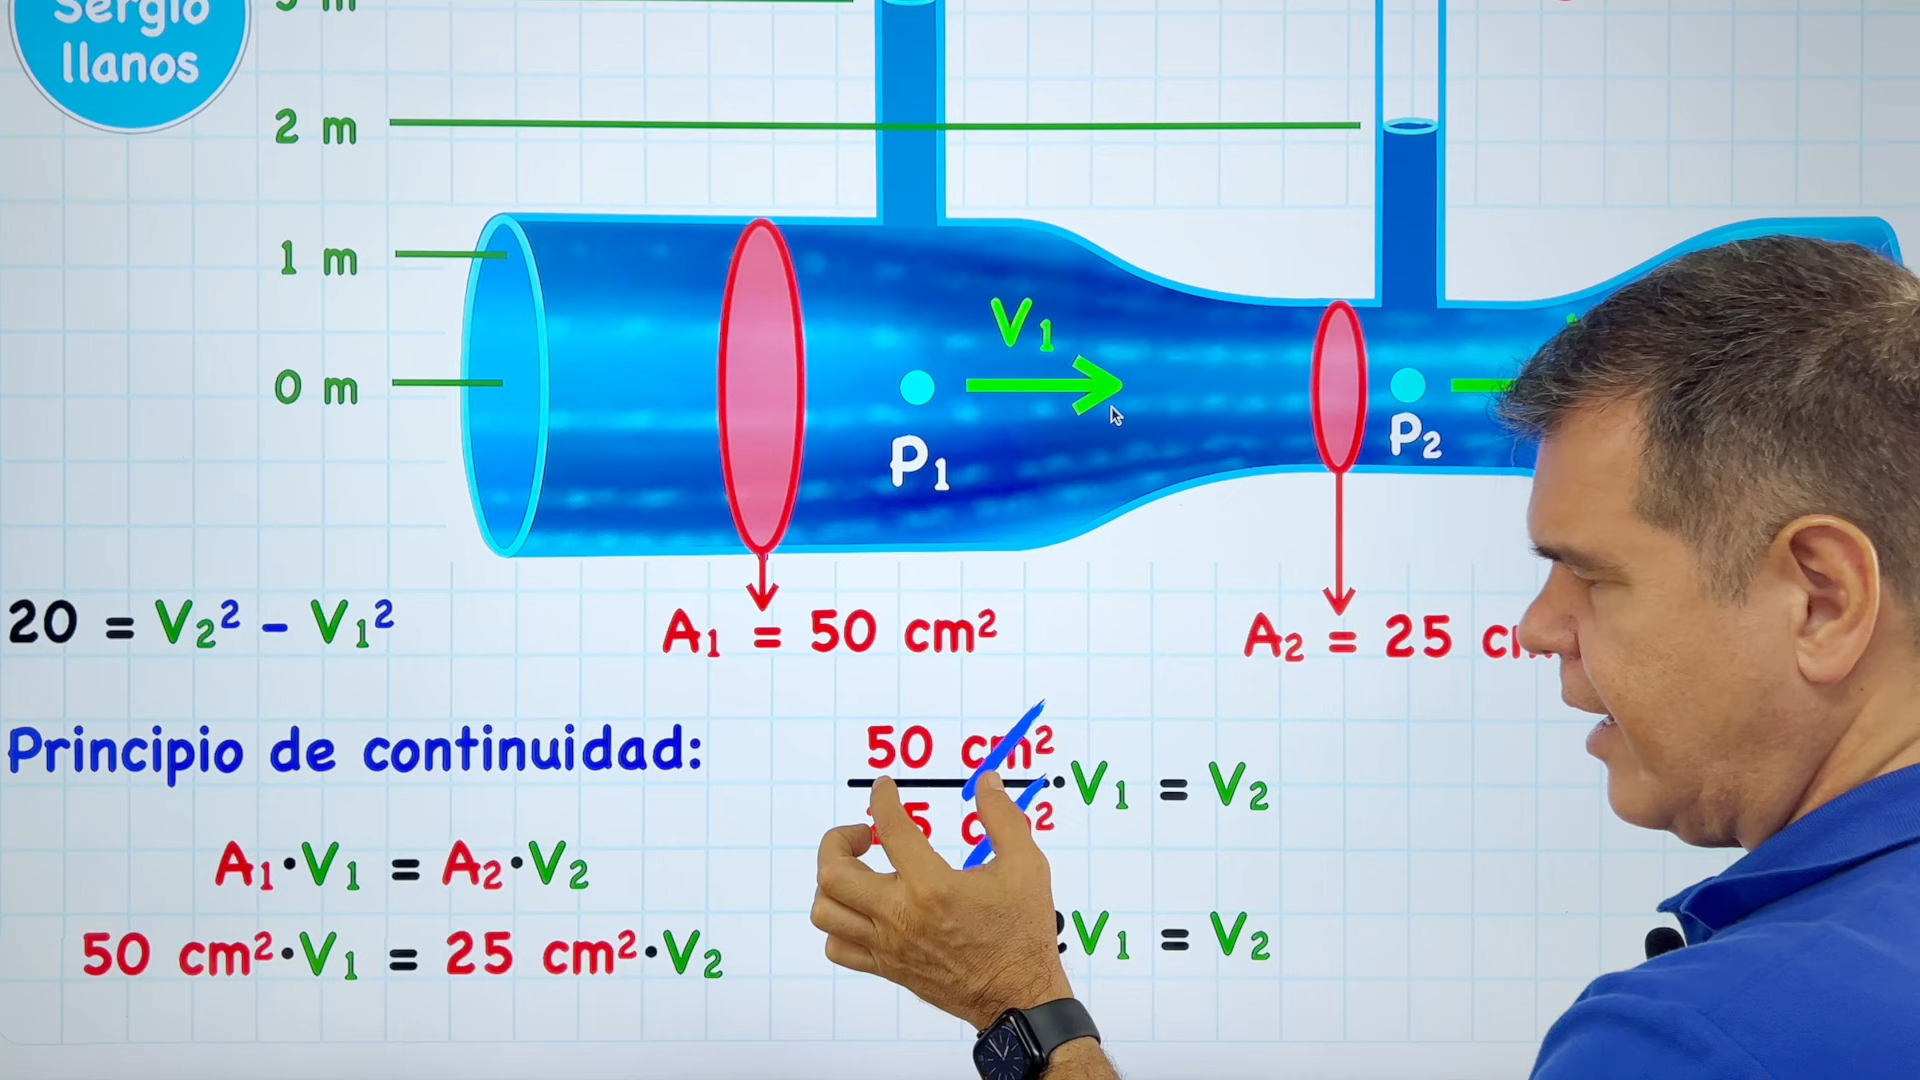 Sergio
llanos
3 m
2 m
1 m
0 m
V₁
P₁
P₂
20 = V₂² - V₁²
A₁ = 50 cm²
A₂ = 25
Principio de continuidad:
A₁·V₁ = A₂·V₂
50 cm²·V₁ = 25 cm²·V₂
50 cm²
·V₁ = V₂
V₁ = V₂